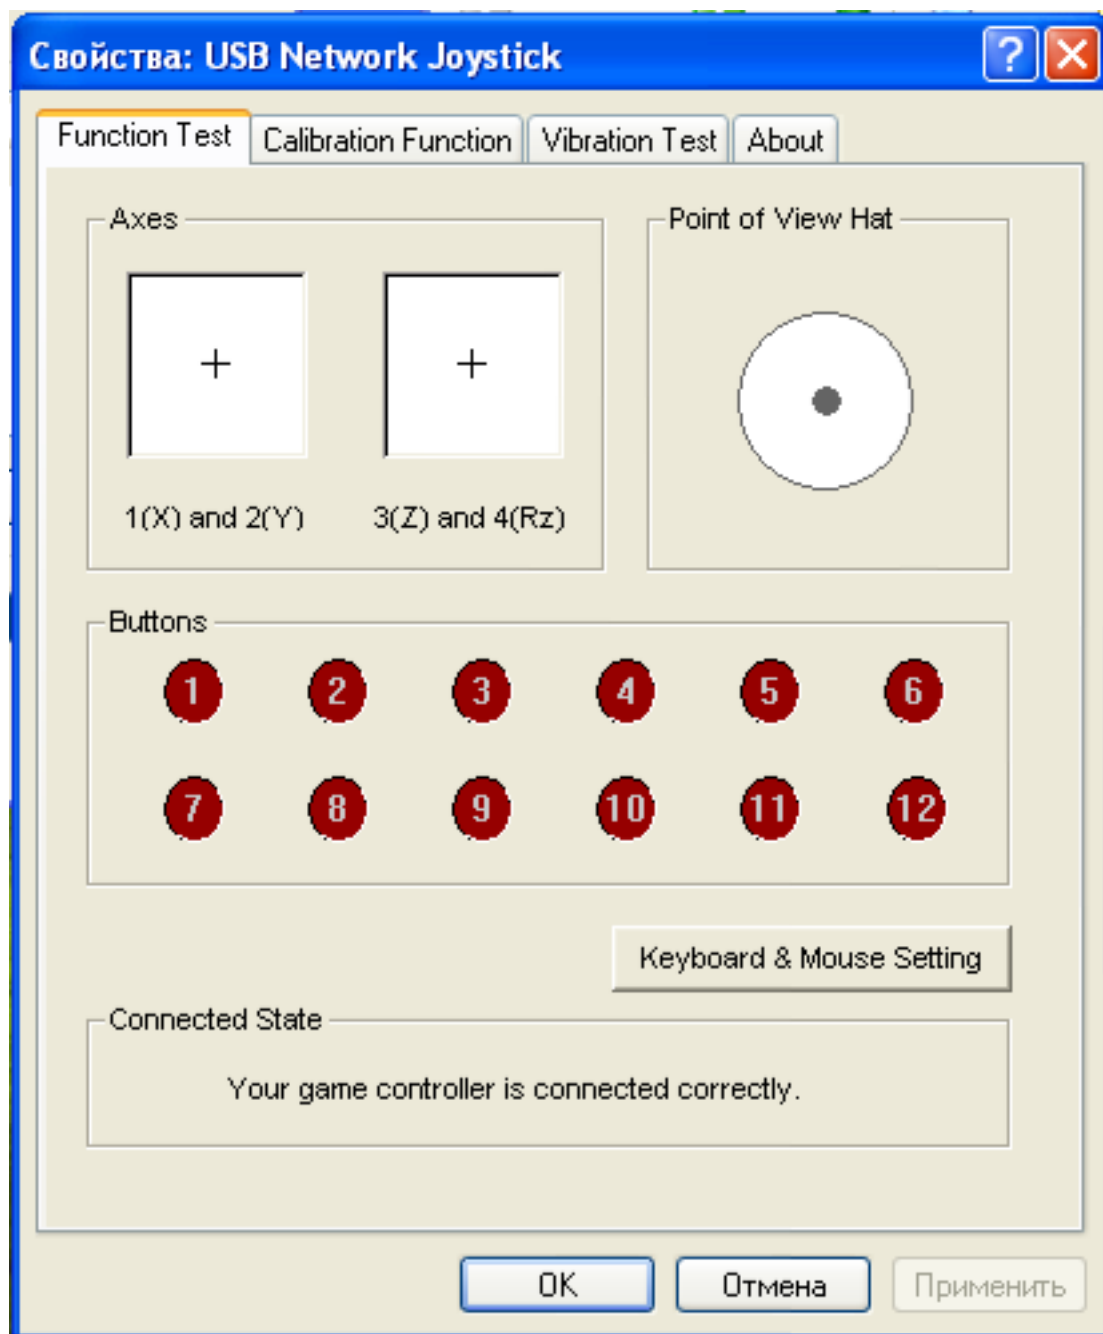 Свойства: USB Network Joystick
Function Test Calibration Function Vibration Test About
Axes Point of View Hat
1(X) and 2(Y) 3(Z) and 4(Rz)
Buttons
1 2 3 4 5 6
7 8 9 10 11 12
Keyboard & Mouse Setting
Connected State
Your game controller is connected correctly.
OK Отмена Применить